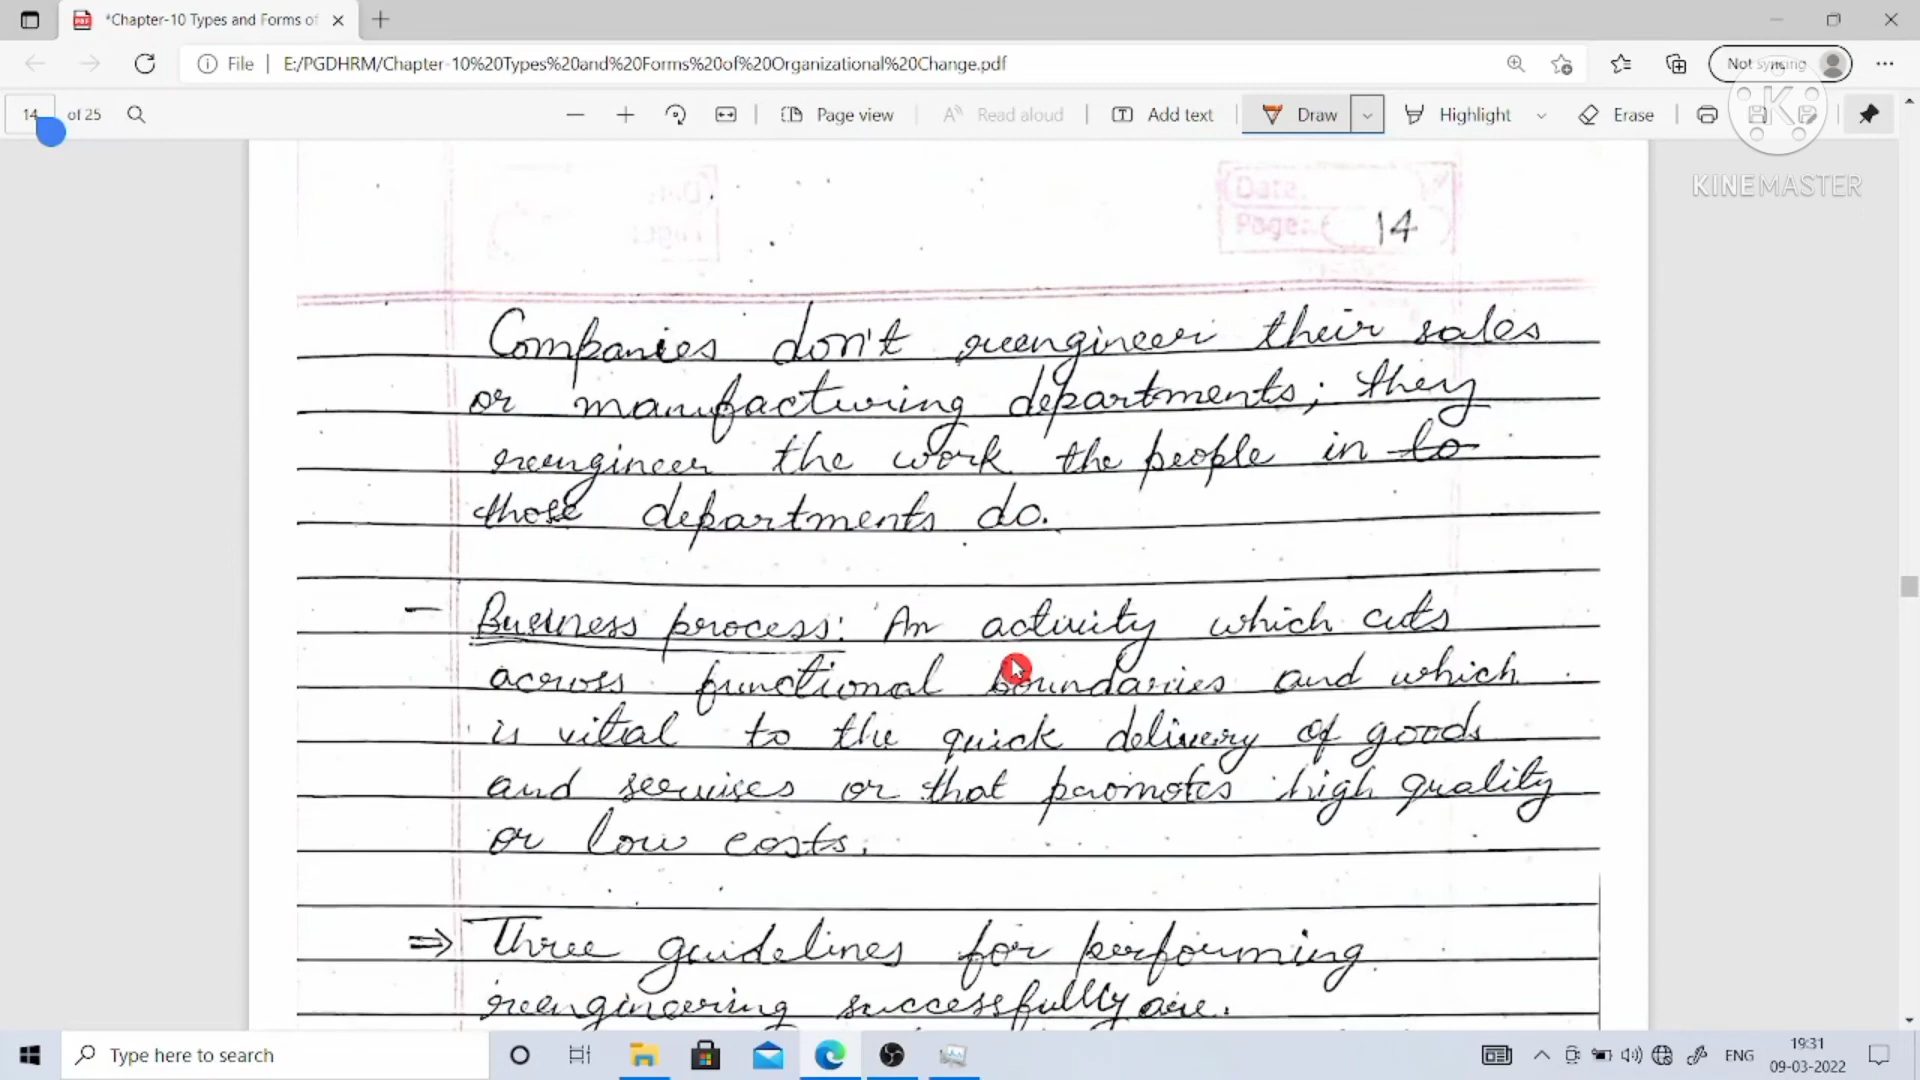 *Chapter-10 Types and Forms of
File
E:/PGDHRM/Chapter-10%20Types%20and%20Forms%20of%20Organizational%20Change.pdf
Not syncing
14 of 25
Page view
Read aloud
Add text
Draw
Highlight
Erase
K
KINEMASTER
Date.
Page: 14
Companies don't reengineer their sales
or manufacturing departments; they
reengineer the work the people in to
those departments do.
- Business process: An activity which cuts
across functional boundaries and which
is vital to the quick delivery of goods
and services or that promotes high quality
or low costs.
⇒ Three guidelines for performing
reengineering successfully are.
Type here to search
ENG
19:31
09-03-2022